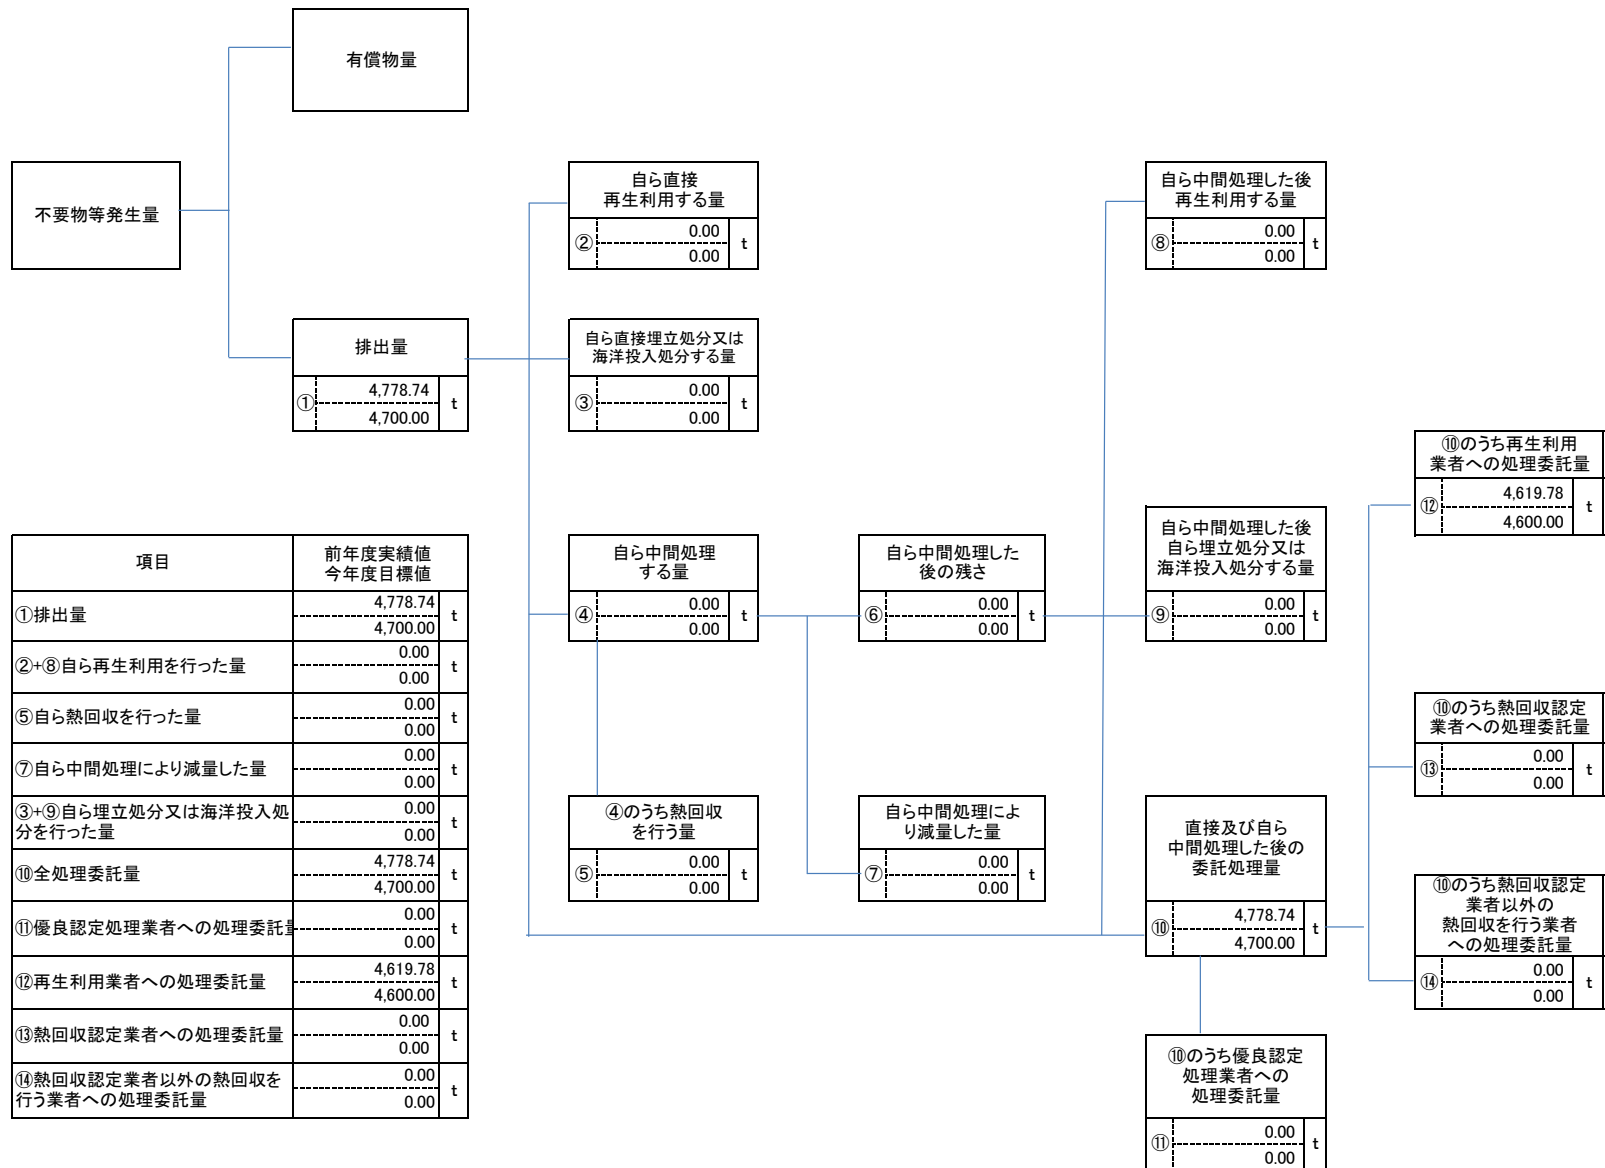 有償物量
不要物等発生量
排出量
①
4,778.74
4,700.00
t
自ら直接
再生利用する量
②
0.00
0.00
t
自ら直接埋立処分又は
海洋投入処分する量
③
0.00
0.00
t
自ら中間処理
する量
④
0.00
0.00
t
④のうち熱回収
を行う量
⑤
0.00
0.00
t
自ら中間処理した
後の残さ
⑥
0.00
0.00
t
自ら中間処理によ
り減量した量
⑦
0.00
0.00
t
自ら中間処理した後
再生利用する量
⑧
0.00
0.00
t
自ら中間処理した後
自ら埋立処分又は
海洋投入処分する量
⑨
0.00
0.00
t
直接及び自ら
中間処理した後の
委託処理量
⑩
4,778.74
4,700.00
t
⑩のうち優良認定
処理業者への
処理委託量
⑪
0.00
0.00
t
⑩のうち再生利用
業者への処理委託量
⑫
4,619.78
4,600.00
t
⑩のうち熱回収認定
業者への処理委託量
⑬
0.00
0.00
t
⑩のうち熱回収認定
業者以外の
熱回収を行う業者
への処理委託量
⑭
0.00
0.00
t
項目
前年度実績値
今年度目標値
①排出量
4,778.74
4,700.00
t
②+⑧自ら再生利用を行った量
0.00
0.00
t
⑤自ら熱回収を行った量
0.00
0.00
t
⑦自ら中間処理により減量した量
0.00
0.00
t
③+⑨自ら埋立処分又は海洋投入処
分を行った量
0.00
0.00
t
⑩全処理委託量
4,778.74
4,700.00
t
⑪優良認定処理業者への処理委託量
0.00
0.00
t
⑫再生利用業者への処理委託量
4,619.78
4,600.00
t
⑬熱回収認定業者への処理委託量
0.00
0.00
t
⑭熱回収認定業者以外の熱回収を
行う業者への処理委託量
0.00
0.00
t